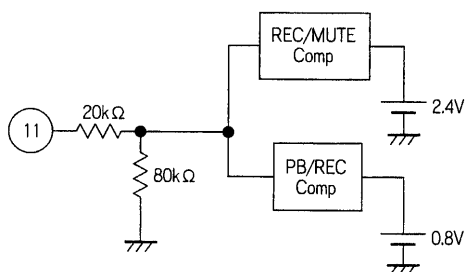 REC/MUTE
Comp
20kΩ
11
2.4V
80kΩ
PB/REC
Comp
0.8V